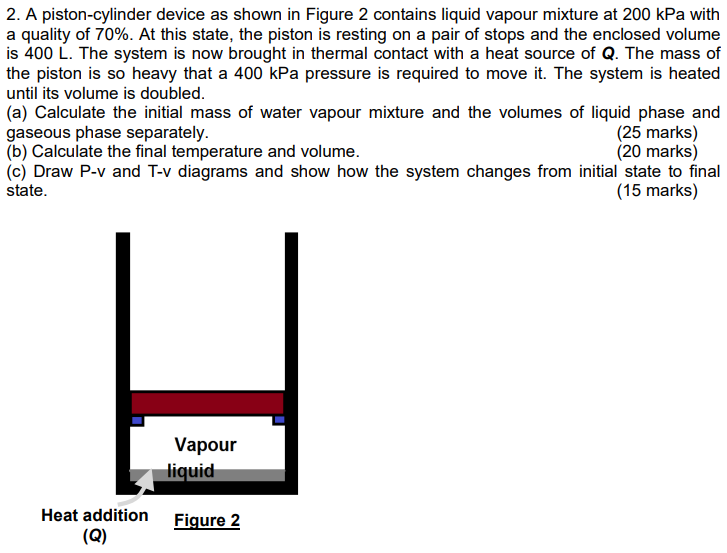 2. A piston-cylinder device as shown in Figure 2 contains liquid vapour mixture at 200 kPa with
a quality of 70%. At this state, the piston is resting on a pair of stops and the enclosed volume
is 400 L. The system is now brought in thermal contact with a heat source of Q. The mass of
the piston is so heavy that a 400 kPa pressure is required to move it. The system is heated
until its volume is doubled.
(a) Calculate the initial mass of water vapour mixture and the volumes of liquid phase and
gaseous phase separately. (25 marks)
(b) Calculate the final temperature and volume. (20 marks)
(c) Draw P-v and T-v diagrams and show how the system changes from initial state to final
state. (15 marks)
Vapour
liquid
Heat addition
(Q)
Figure 2